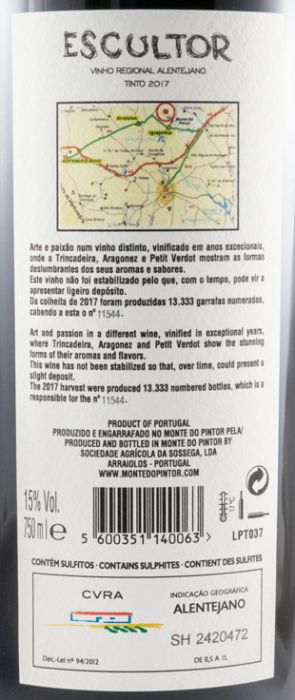 ESCULTOR
VINHO REGIONAL ALENTEJANO
TINTO 2017
Arraiolos
Igrejinha
Arte e paixão num vinho distinto, vinificado em anos excecionais,
onde a Trincadeira, Aragonez e Petit Verdot mostram as formas
deslumbrantes dos seus aromas e sabores.
Este vinho não foi estabilizado pelo que, com o tempo, pode vir a
apresentar ligeiro depósito.
Da colheita de 2017 foram produzidas 13.333 garrafas numeradas,
cabendo a esta o nº 11544.
Art and passion in a different wine, vinified in exceptional years,
where Trincadeira, Aragonez and Petit Verdot show the stunning
forms of their aromas and flavors.
This wine has not been stabilized so that, over time, could present a
slight deposit.
The 2017 harvest were produced 13.333 numbered bottles, which is a
responsible for the nº 11544.
PRODUCT OF PORTUGAL
PRODUZIDO E ENGARRAFADO NO MONTE DO PINTOR PELA/
PRODUCED AND BOTTLED IN MONTE DO PINTOR BY
SOCIEDADE AGRÍCOLA DA SOSSEGA, LDA
ARRAIOLOS - PORTUGAL
WWW.MONTEDOPINTOR.COM
15% Vol.
750 ml e
5 600351 140063 >
17°C
LPT037
CONTÉM SULFITOS - CONTAINS SULPHITES - CONTIENT DES SULFITES
CVRA
INDICAÇÃO GEOGRÁFICA
ALENTEJANO
SH 2420472
Dec.-Lei nº 94/2012
DE 0,5 A 1L